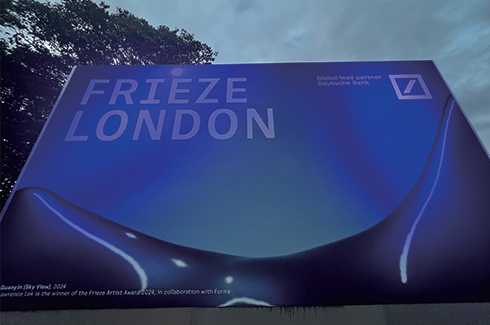 FRIEZE
LONDON
Global lead partner
Deutsche Bank
Guanyin (Sky View), 2024
Lawrence Lek is the winner of the Frieze Artist Award 2024, in collaboration with Forma